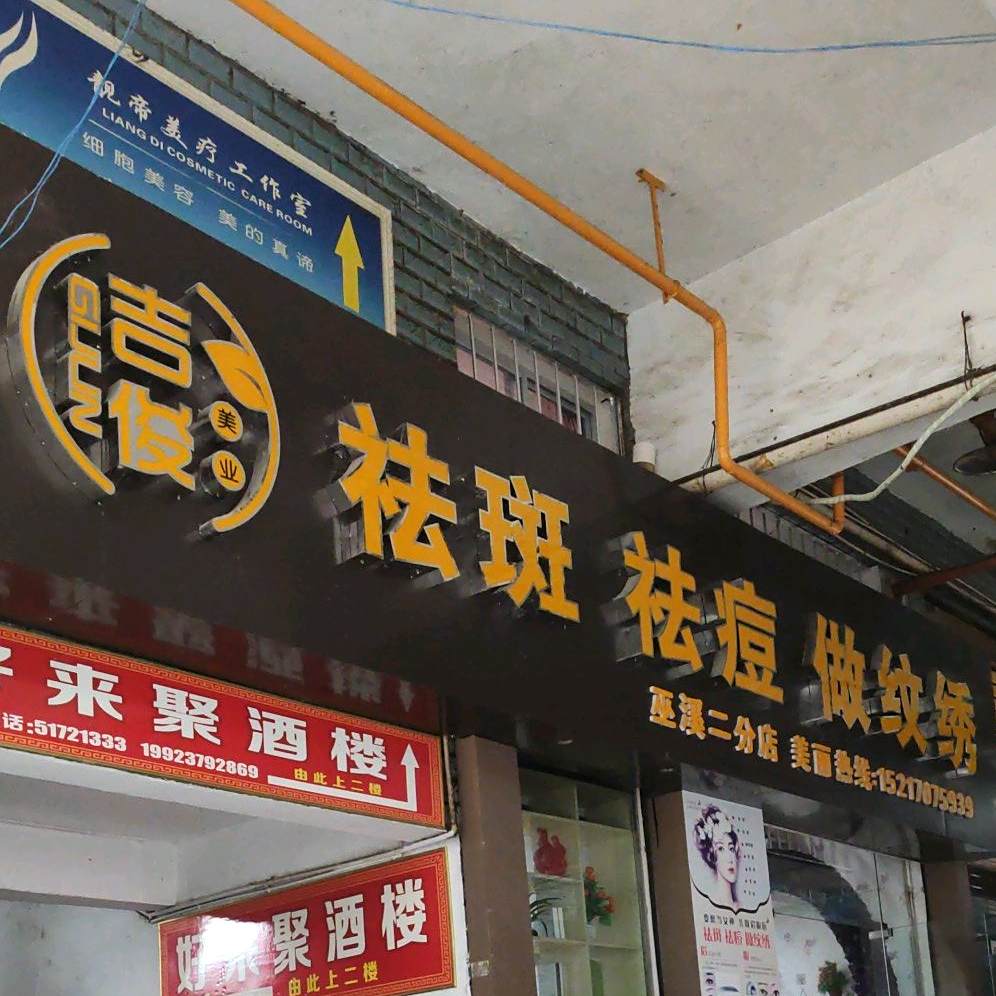 靓帝美疗工作室
LIANG DI COSMETIC CARE ROOM
细胞美容 美的真谛
吉俊
美业
祛斑 祛痘 做纹绣
巫溪二分店 美丽热线:15217875939
来聚酒楼
话:51721333 19923792869
由此上二楼
好来聚酒楼
由此上二楼
祛斑 祛痘 做纹绣